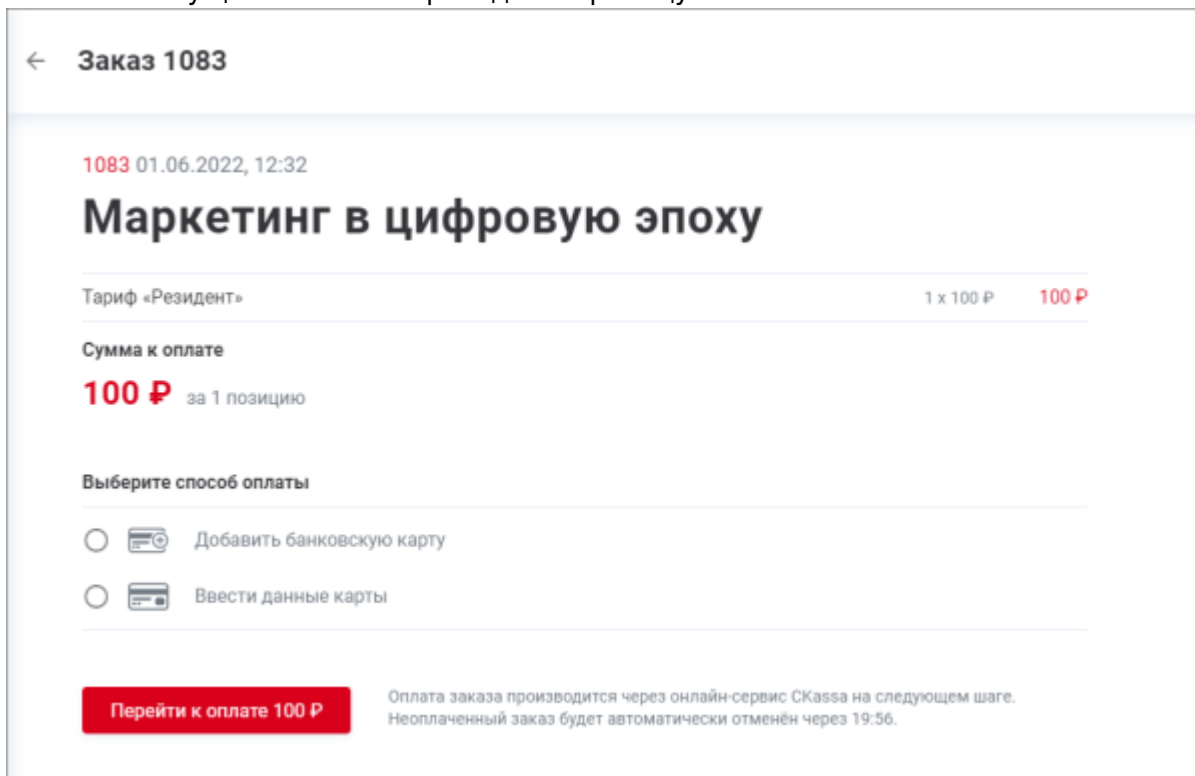 Заказ 1083
1083 01.06.2022, 12:32
Маркетинг в цифровую эпоху
Тариф «Резидент» 1 x 100 ₽ 100 ₽
Сумма к оплате
100 ₽ за 1 позицию
Выберите способ оплаты
Добавить банковскую карту
Ввести данные карты
Перейти к оплате 100 ₽
Оплата заказа производится через онлайн-сервис CKassa на следующем шаге.
Неоплаченный заказ будет автоматически отменён через 19:56.